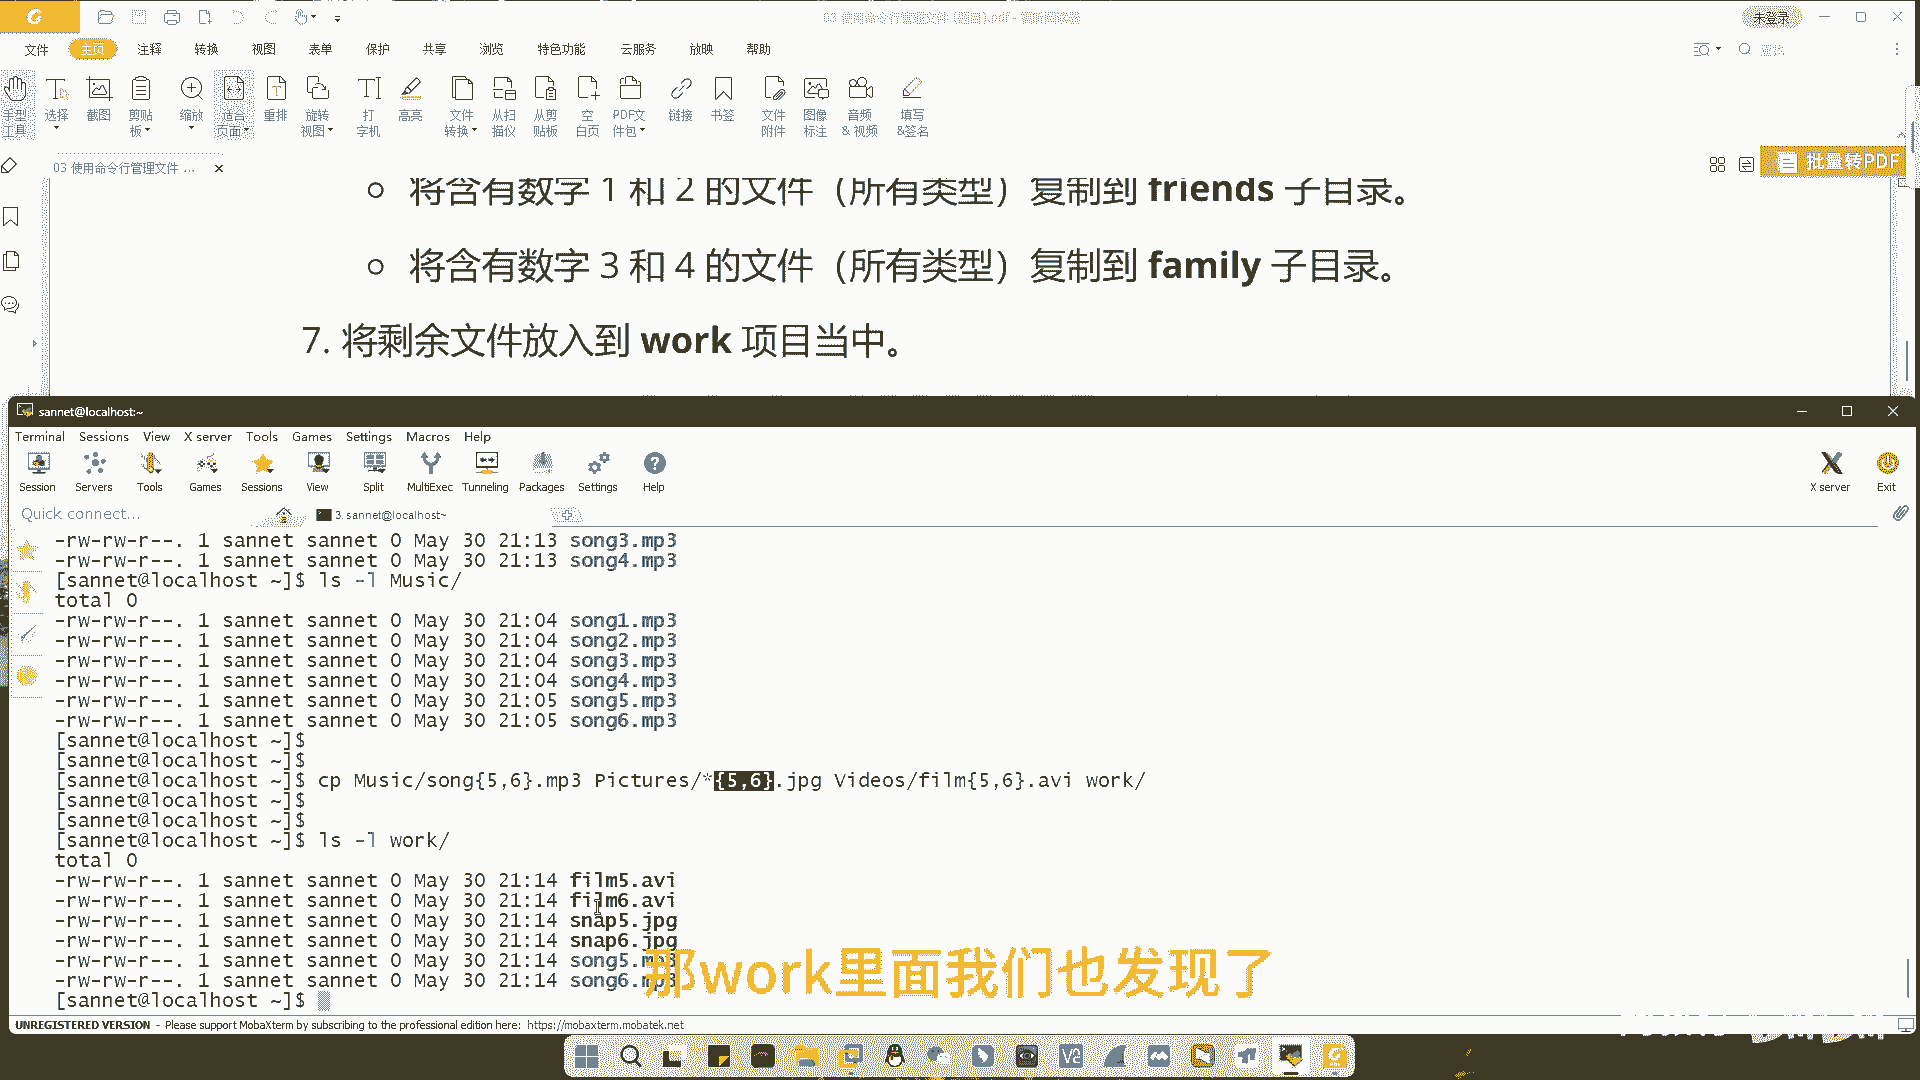 未登录
文件 主页 注释 转换 视图 表单 保护 共享 浏览 特色功能 云服务 放映 帮助
手型工具 选择 截图 剪贴板 缩放 适合页面 重排 旋转视图 打字机 高亮 文件转换 从扫描仪 从剪贴板 空白页 PDF文件包 链接 书签 文件附件 图像标注 音频&视频 填写&签名
03 使用命令行管理文件 ...
批量转PDF
将含有数字 1 和 2 的文件（所有类型）复制到 friends 子目录。
将含有数字 3 和 4 的文件（所有类型）复制到 family 子目录。
7. 将剩余文件放入到 work 项目当中。
sannet@localhost:~
Terminal Sessions View X server Tools Games Settings Macros Help
Session Servers Tools Games Sessions View Split MultiExec Tunneling Packages Settings Help X server Exit
Quick connect...
3. sannet@localhost~
-rw-rw-r--. 1 sannet sannet 0 May 30 21:13 song3.mp3
-rw-rw-r--. 1 sannet sannet 0 May 30 21:13 song4.mp3
[sannet@localhost ~]$ ls -l Music/
total 0
-rw-rw-r--. 1 sannet sannet 0 May 30 21:04 song1.mp3
-rw-rw-r--. 1 sannet sannet 0 May 30 21:04 song2.mp3
-rw-rw-r--. 1 sannet sannet 0 May 30 21:04 song3.mp3
-rw-rw-r--. 1 sannet sannet 0 May 30 21:04 song4.mp3
-rw-rw-r--. 1 sannet sannet 0 May 30 21:05 song5.mp3
-rw-rw-r--. 1 sannet sannet 0 May 30 21:05 song6.mp3
[sannet@localhost ~]$
[sannet@localhost ~]$
[sannet@localhost ~]$ cp Music/song{5,6}.mp3 Pictures/*{5,6}.jpg Videos/film{5,6}.avi work/
[sannet@localhost ~]$
[sannet@localhost ~]$
[sannet@localhost ~]$ ls -l work/
total 0
-rw-rw-r--. 1 sannet sannet 0 May 30 21:14 film5.avi
-rw-rw-r--. 1 sannet sannet 0 May 30 21:14 film6.avi
-rw-rw-r--. 1 sannet sannet 0 May 30 21:14 snap5.jpg
-rw-rw-r--. 1 sannet sannet 0 May 30 21:14 snap6.jpg
-rw-rw-r--. 1 sannet sannet 0 May 30 21:14 song5.mp3
-rw-rw-r--. 1 sannet sannet 0 May 30 21:14 song6.mp3
[sannet@localhost ~]$
那work里面我们也发现了
UNREGISTERED VERSION - Please support MobaXterm by subscribing to the professional edition here: https://mobaxterm.mobatek.net